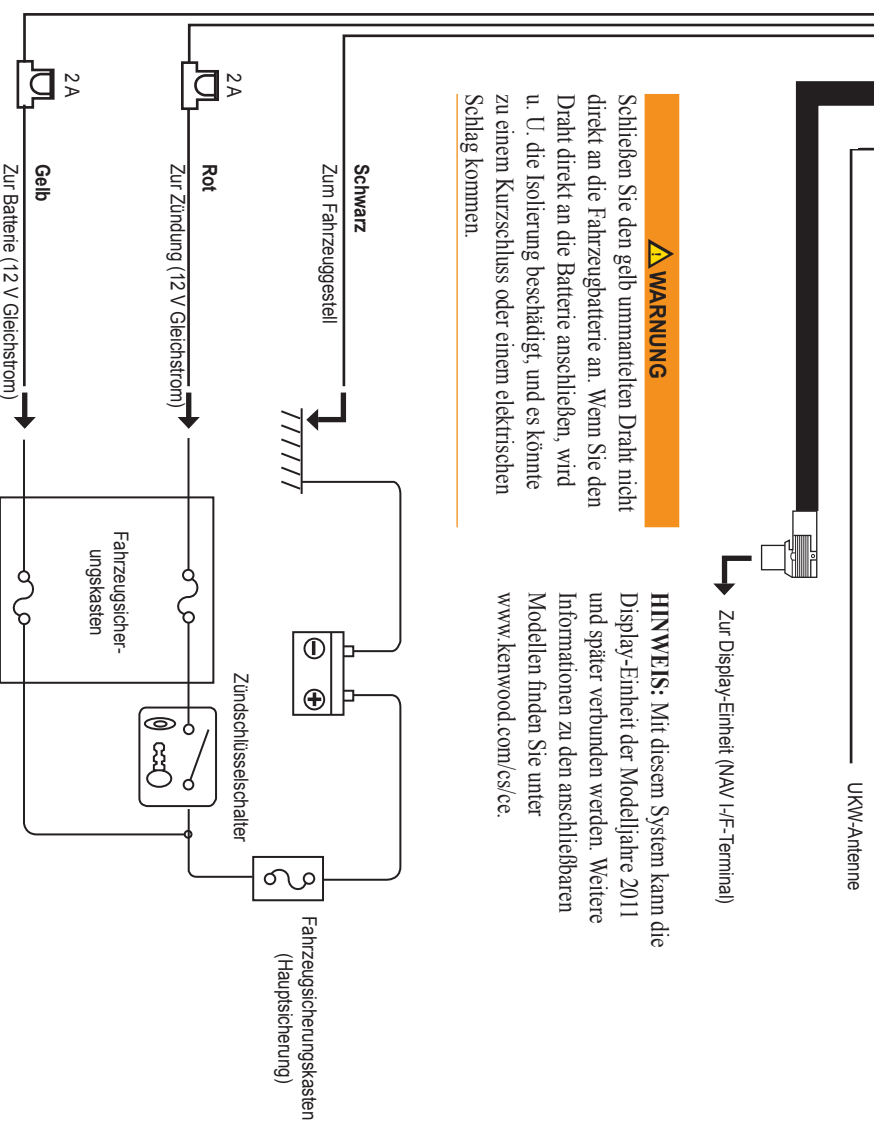 UKW-Antenne
Zur Display-Einheit (NAV I-/F-Terminal)
WARNUNG
Schließen Sie den gelb ummantelten Draht nicht
direkt an die Fahrzeugbatterie an. Wenn Sie den
Draht direkt an die Batterie anschließen, wird
u. U. die Isolierung beschädigt, und es könnte
zu einem Kurzschluss oder einem elektrischen
Schlag kommen.
HINWEIS: Mit diesem System kann die
Display-Einheit der Modelljahre 2011
und später verbunden werden. Weitere
Informationen zu den anschließbaren
Modellen finden Sie unter
www.kenwood.com/cs/ce.
Schwarz
Zum Fahrzeuggestell
2 A
Rot
Zur Zündung (12 V Gleichstrom)
2 A
Gelb
Zur Batterie (12 V Gleichstrom)
Fahrzeugsicher-
ungskasten
Zündschlüsselschalter
Fahrzeugsicherungskasten
(Hauptsicherung)